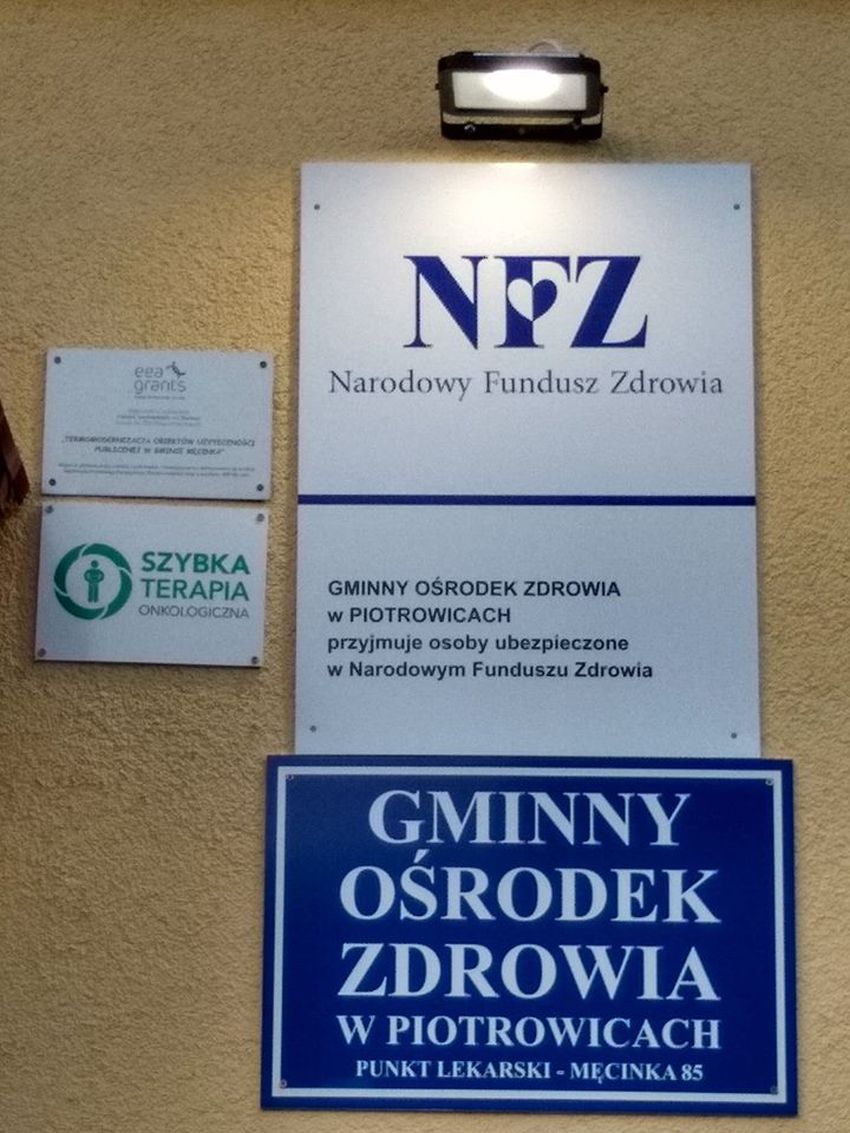 NFZ
Narodowy Fundusz Zdrowia
GMINNY OŚRODEK ZDROWIA
w PIOTROWICACH
przyjmuje osoby ubezpieczone
w Narodowym Funduszu Zdrowia
eea
grants
„TERMOMODERNIZACJA OBIEKTÓW UŻYTECZNOŚCI
PUBLICZNEJ W GMINIE MĘCINKA”
SZYBKA
TERAPIA
ONKOLOGICZNA
GMINNY
OŚRODEK
ZDROWIA
W PIOTROWICACH
PUNKT LEKARSKI - MĘCINKA 85